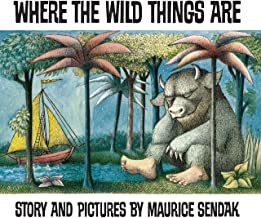 WHERE THE WILD THINGS ARE
STORY AND PICTURES BY MAURICE SENDAK